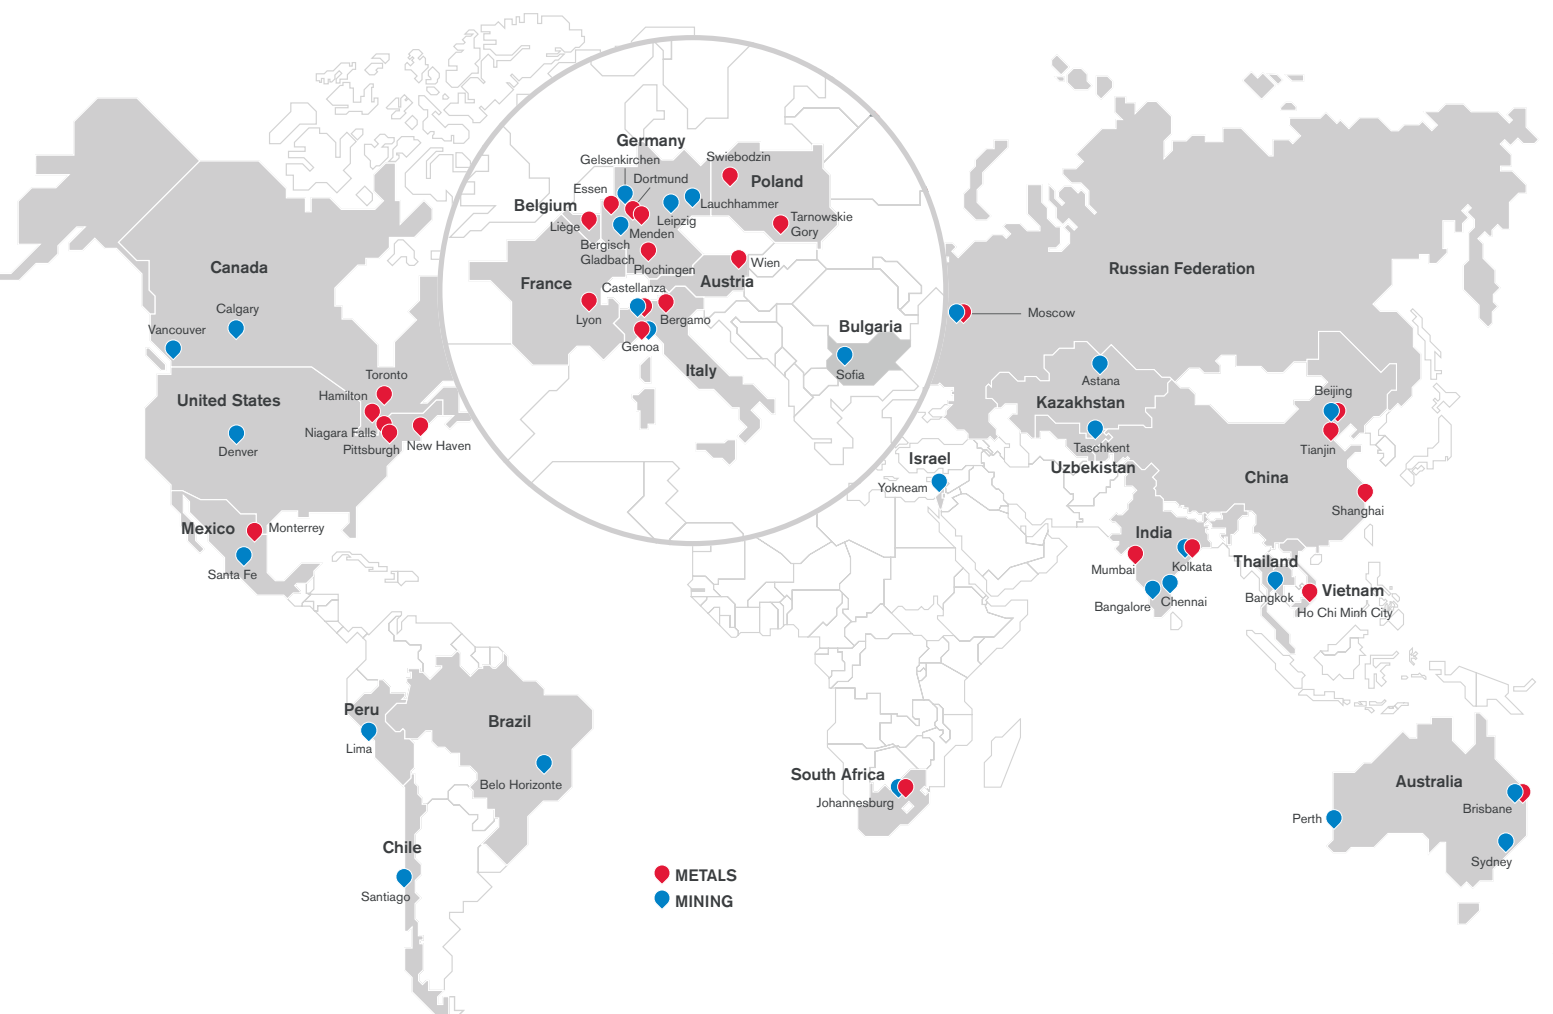 Germany
Gelsenkirchen
Swiebodzin
Dortmund
Poland
Essen
Belgium
Lauchhammer
Liège
Leipzig
Tarnowskie
Gory
Menden
Bergisch
Gladbach
Plochingen
Wien
Austria
France
Castellanza
Lyon
Bergamo
Genoa
Italy
Bulgaria
Sofia
Canada
Calgary
Vancouver
Toronto
Hamilton
United States
Niagara Falls
Pittsburgh
New Haven
Denver
Mexico
Monterrey
Santa Fe
Russian Federation
Moscow
Astana
Kazakhstan
Taschkent
Uzbekistan
Israel
Yokneam
Beijing
Tianjin
China
Shanghai
India
Mumbai
Kolkata
Bangalore
Chennai
Thailand
Bangkok
Vietnam
Ho Chi Minh City
Peru
Lima
Brazil
Belo Horizonte
Chile
Santiago
South Africa
Johannesburg
Australia
Perth
Brisbane
Sydney
METALS
MINING